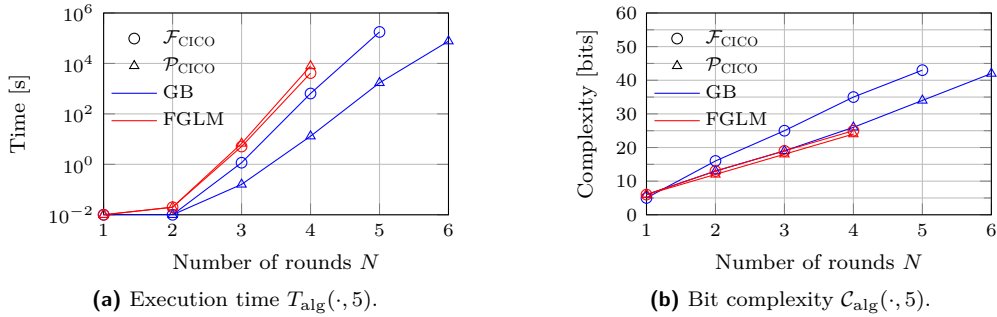 Time [s]
10^6
10^4
10^2
10^0
10^{−2}
F_CICO
P_CICO
GB
FGLM
1 2 3 4 5 6
Number of rounds N
(a) Execution time T_alg(·, 5).
Complexity [bits]
60
50
40
30
20
10
0
F_CICO
P_CICO
GB
FGLM
1 2 3 4 5 6
Number of rounds N
(b) Bit complexity C_alg(·, 5).